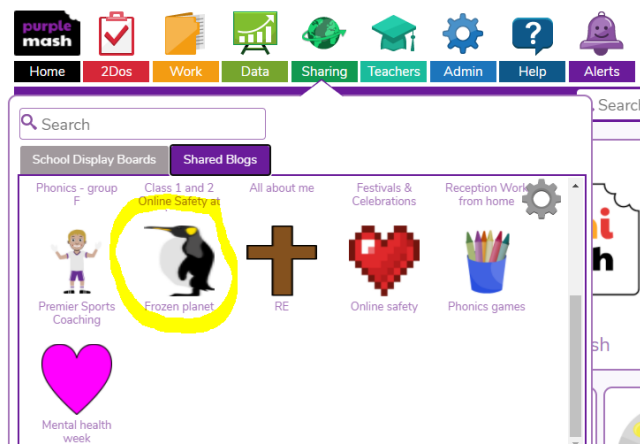 purple
mash
Home
2Dos
Work
Data
Sharing
Teachers
Admin
Help
Alerts
Search
Search
School Display Boards
Shared Blogs
Phonics - group
F
Class 1 and 2
Online Safety at
All about me
Festivals &
Celebrations
Reception Work
from home
Premier Sports
Coaching
Frozen planet
RE
Online safety
Phonics games
Mental health
week